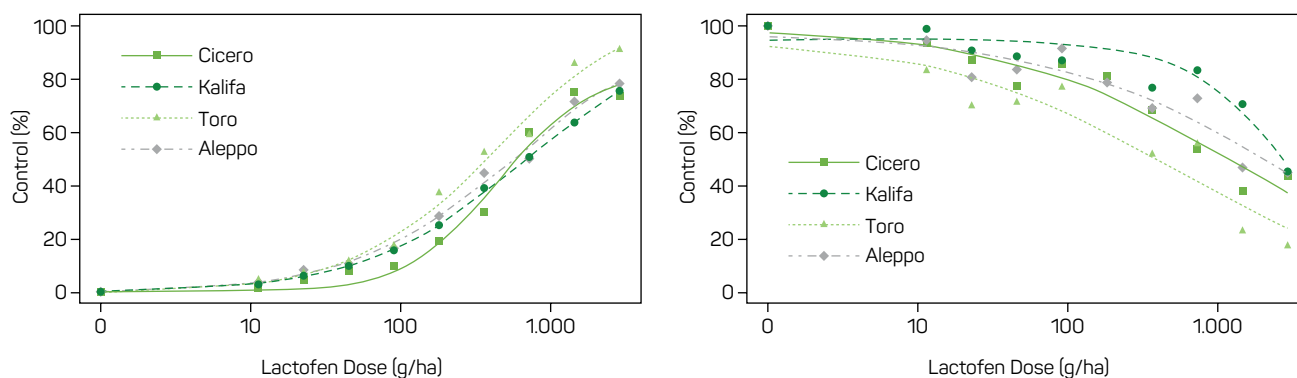 Control (%)
100
80
60
40
20
0
Cicero
Kalifa
Toro
Aleppo
0
10
100
1.000
Lactofen Dose (g/ha)
Control (%)
100
80
60
40
20
0
Cicero
Kalifa
Toro
Aleppo
0
10
100
1.000
Lactofen Dose (g/ha)